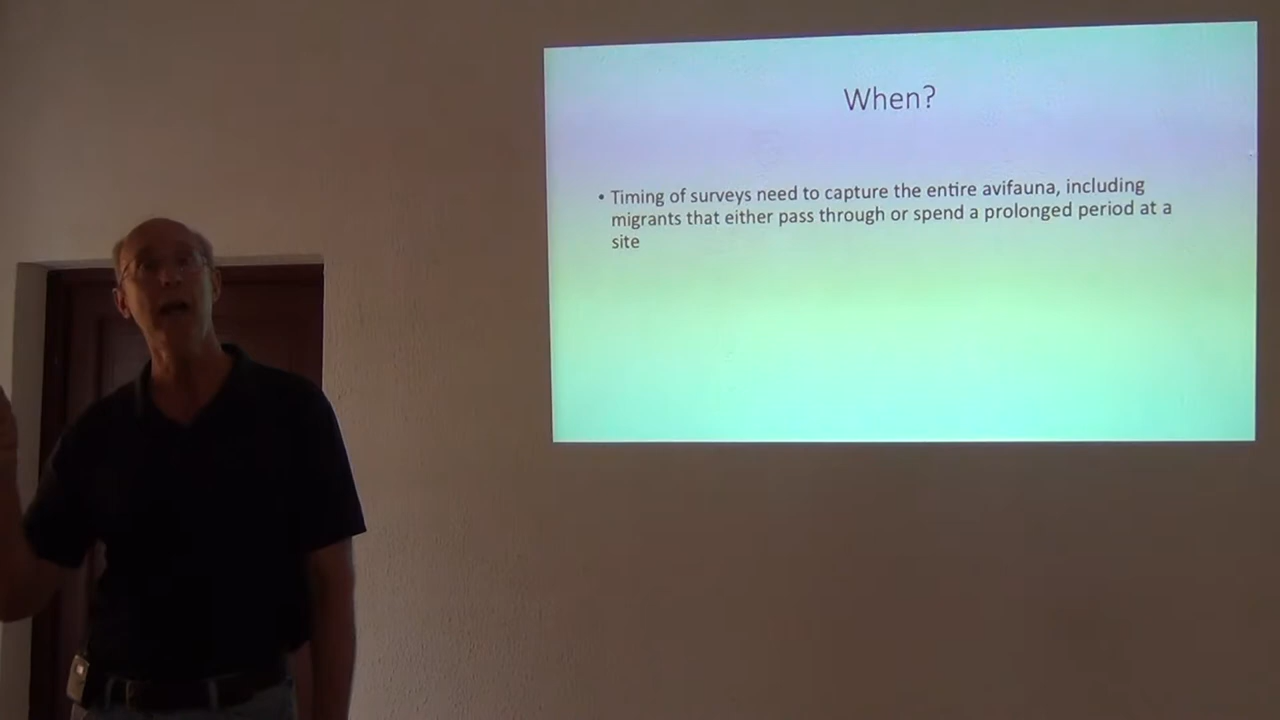 When?
• Timing of surveys need to capture the entire avifauna, including
migrants that either pass through or spend a prolonged period at a
site